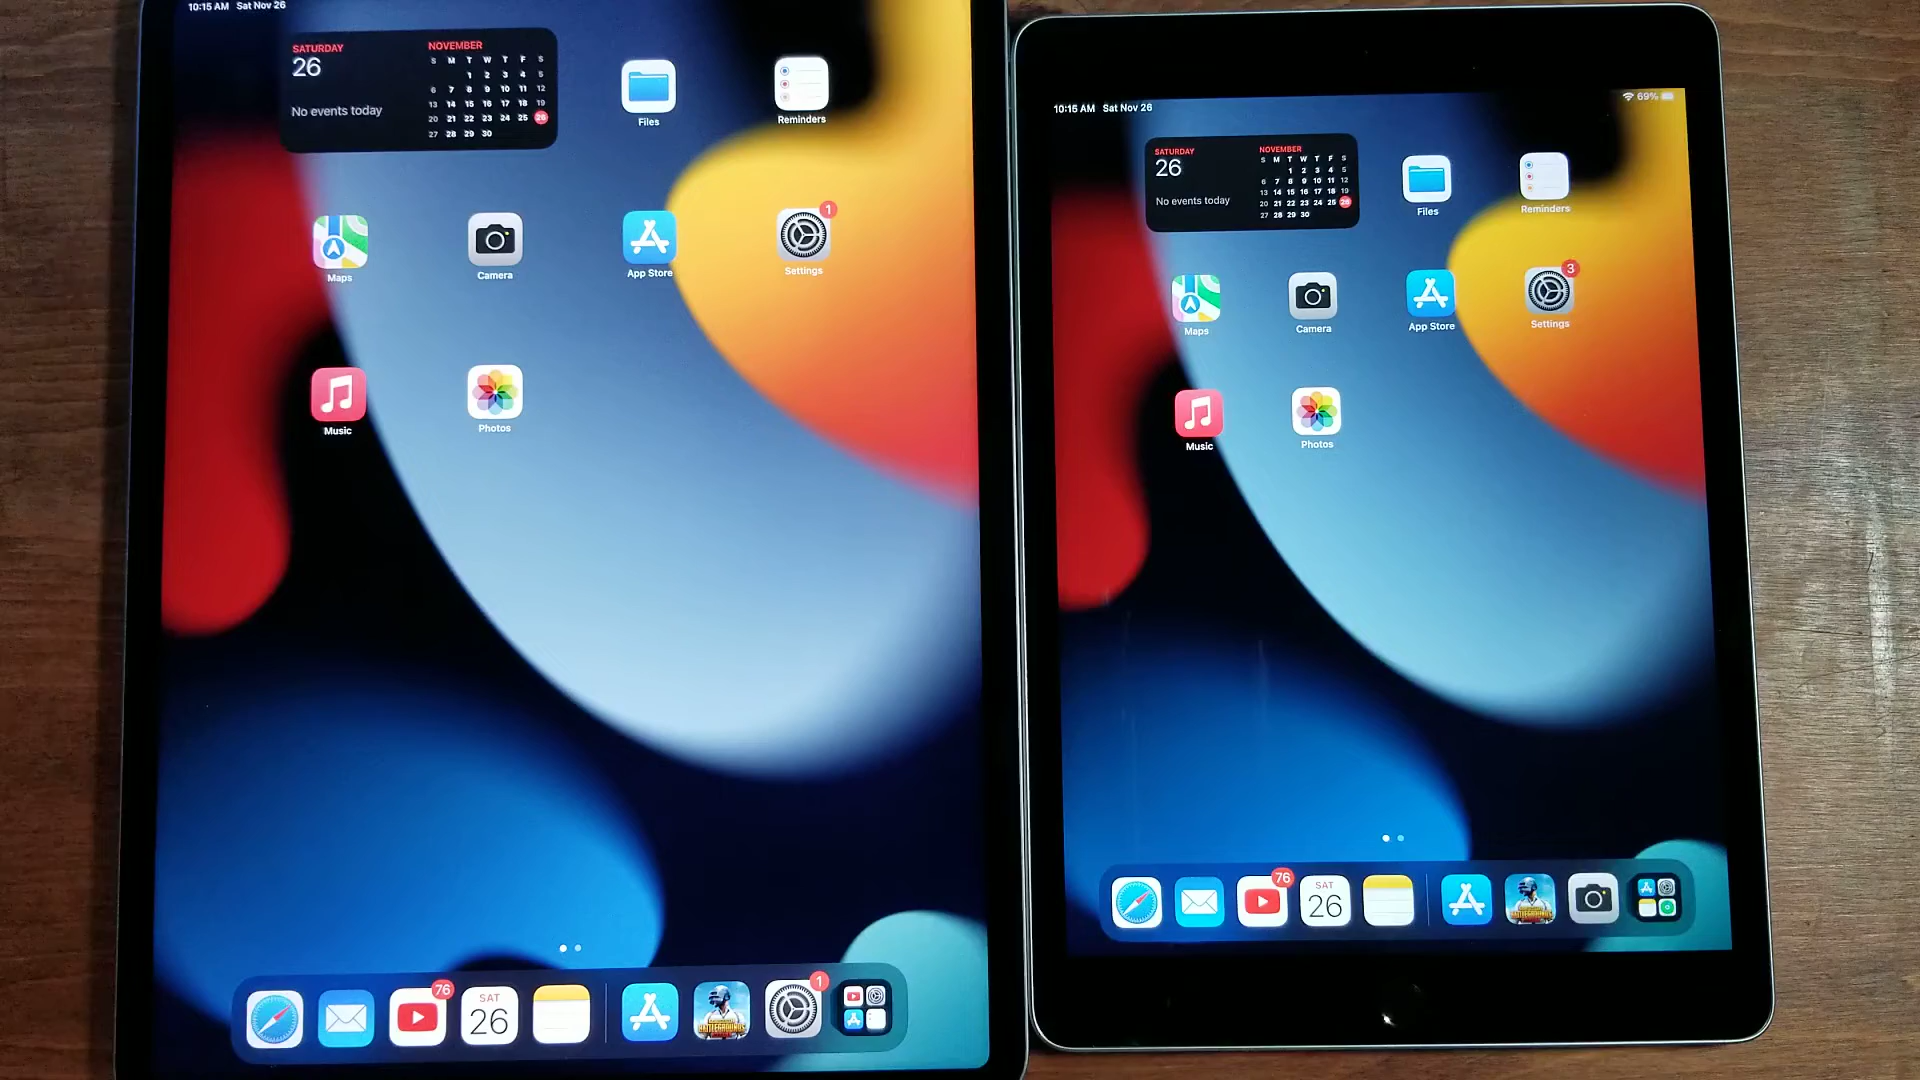 10:15 AM Sat Nov 26
SATURDAY
26
No events today
NOVEMBER
S M T W T F S
1 2 3 4 5
6 7 8 9 10 11 12
13 14 15 16 17 18 19
20 21 22 23 24 25 26
27 28 29 30
Files
Reminders
Maps
Camera
App Store
1
Settings
Music
Photos
76
SAT
26
1
10:15 AM Sat Nov 26
69%
SATURDAY
26
No events today
NOVEMBER
S M T W T F S
1 2 3 4 5
6 7 8 9 10 11 12
13 14 15 16 17 18 19
20 21 22 23 24 25 26
27 28 29 30
Files
Reminders
Maps
Camera
App Store
3
Settings
Music
Photos
76
SAT
26